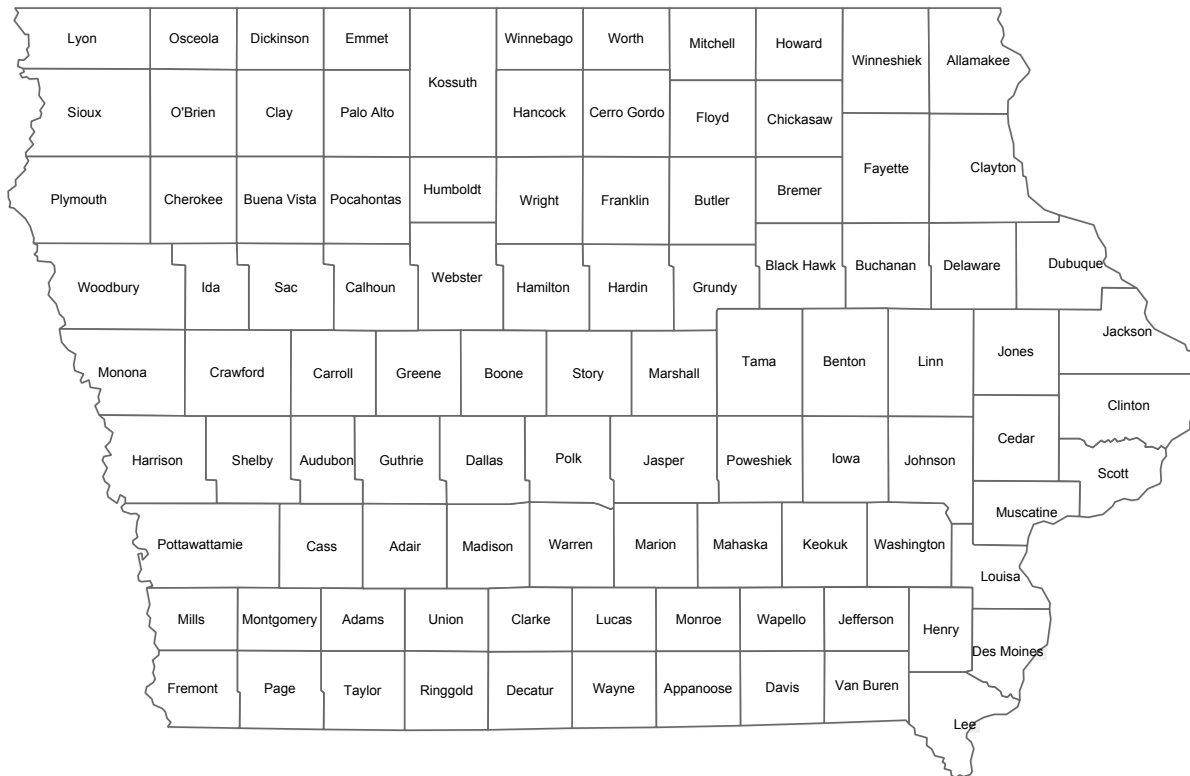 Lyon
Osceola
Dickinson
Emmet
Winnebago
Worth
Mitchell
Howard
Winneshiek
Allamakee
Kossuth
Sioux
O'Brien
Clay
Palo Alto
Hancock
Cerro Gordo
Floyd
Chickasaw
Fayette
Clayton
Plymouth
Cherokee
Buena Vista
Pocahontas
Humboldt
Wright
Franklin
Butler
Bremer
Woodbury
Ida
Sac
Calhoun
Webster
Hamilton
Hardin
Grundy
Black Hawk
Buchanan
Delaware
Dubuque
Monona
Crawford
Carroll
Greene
Boone
Story
Marshall
Tama
Benton
Linn
Jones
Jackson
Clinton
Harrison
Shelby
Audubon
Guthrie
Dallas
Polk
Jasper
Poweshiek
Iowa
Johnson
Cedar
Scott
Muscatine
Pottawattamie
Cass
Adair
Madison
Warren
Marion
Mahaska
Keokuk
Washington
Louisa
Mills
Montgomery
Adams
Union
Clarke
Lucas
Monroe
Wapello
Jefferson
Henry
Des Moines
Fremont
Page
Taylor
Ringgold
Decatur
Wayne
Appanoose
Davis
Van Buren
Lee